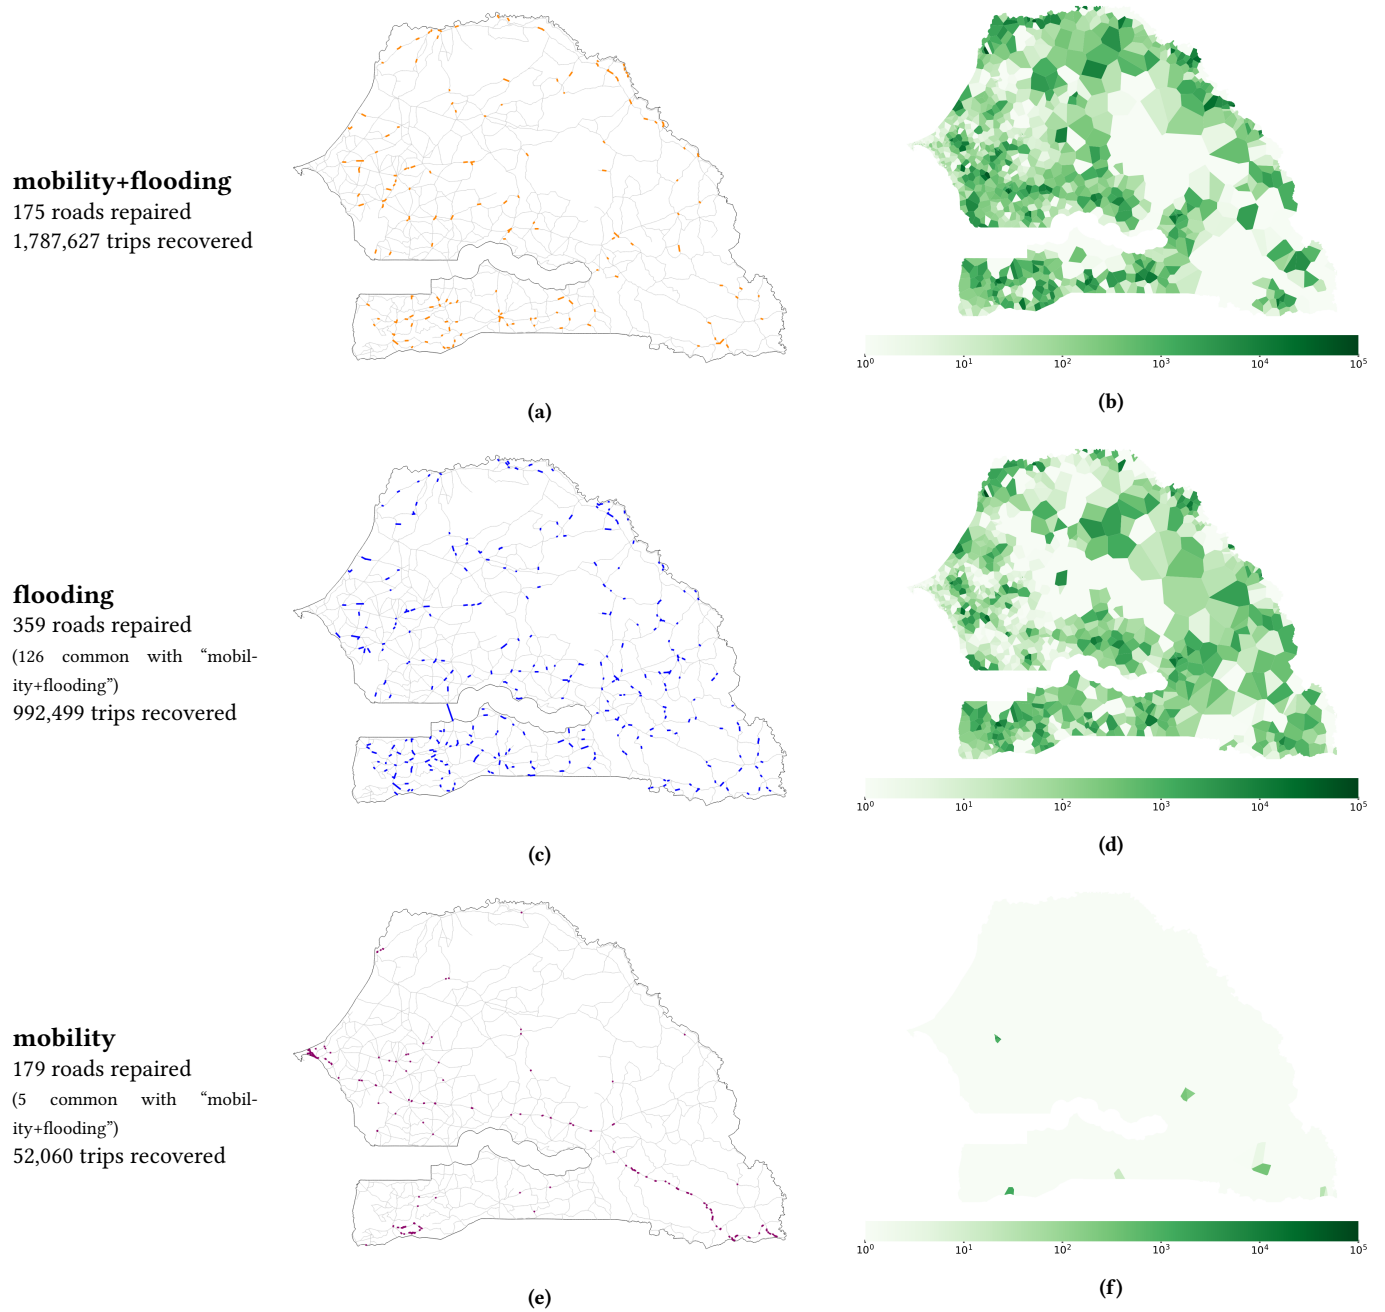 mobility+flooding
175 roads repaired
1,787,627 trips recovered
(a)
10⁰ 10¹ 10² 10³ 10⁴ 10⁵
(b)
flooding
359 roads repaired
(126 common with “mobil-
ity+flooding”)
992,499 trips recovered
(c)
10⁰ 10¹ 10² 10³ 10⁴ 10⁵
(d)
mobility
179 roads repaired
(5 common with “mobil-
ity+flooding”)
52,060 trips recovered
(e)
10⁰ 10¹ 10² 10³ 10⁴ 10⁵
(f)